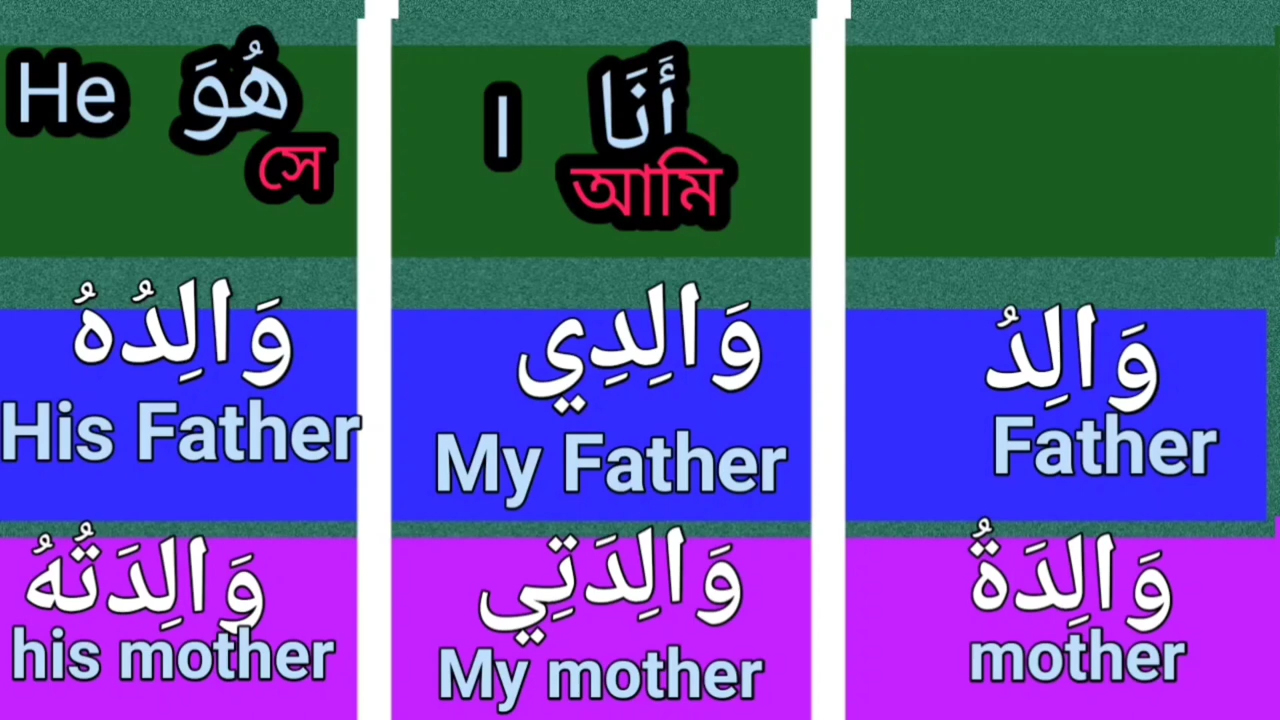 He هُوَ
সে
I أَنَا
আমি
وَالِدُهُ
His Father
وَالِدِي
My Father
وَالِدُ
Father
وَالِدَتُهُ
his mother
وَالِدَتِي
My mother
وَالِدَةُ
mother